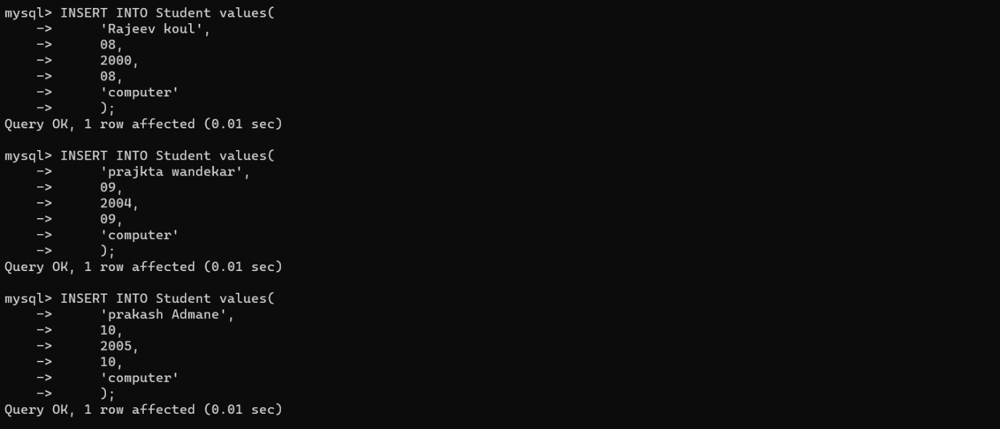 mysql> INSERT INTO Student values(
    ->      'Rajeev koul',
    ->      08,
    ->      2000,
    ->      08,
    ->      'computer'
    ->      );
Query OK, 1 row affected (0.01 sec)

mysql> INSERT INTO Student values(
    ->      'prajkta wandekar',
    ->      09,
    ->      2004,
    ->      09,
    ->      'computer'
    ->      );
Query OK, 1 row affected (0.01 sec)

mysql> INSERT INTO Student values(
    ->      'prakash Admane',
    ->      10,
    ->      2005,
    ->      10,
    ->      'computer'
    ->      );
Query OK, 1 row affected (0.01 sec)